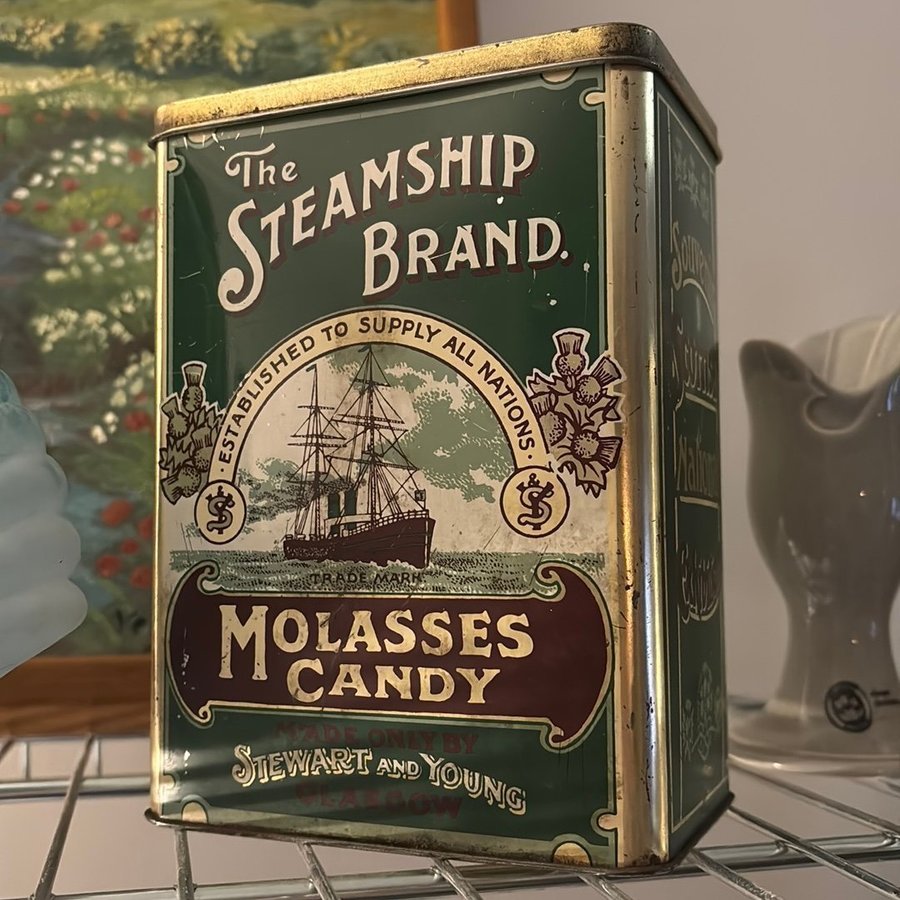 The
STEAMSHIP
BRAND.
· ESTABLISHED TO SUPPLY ALL NATIONS. ·
TRADE MARK.
MOLASSES
CANDY
MADE ONLY BY
STEWART AND YOUNG
GLASGOW